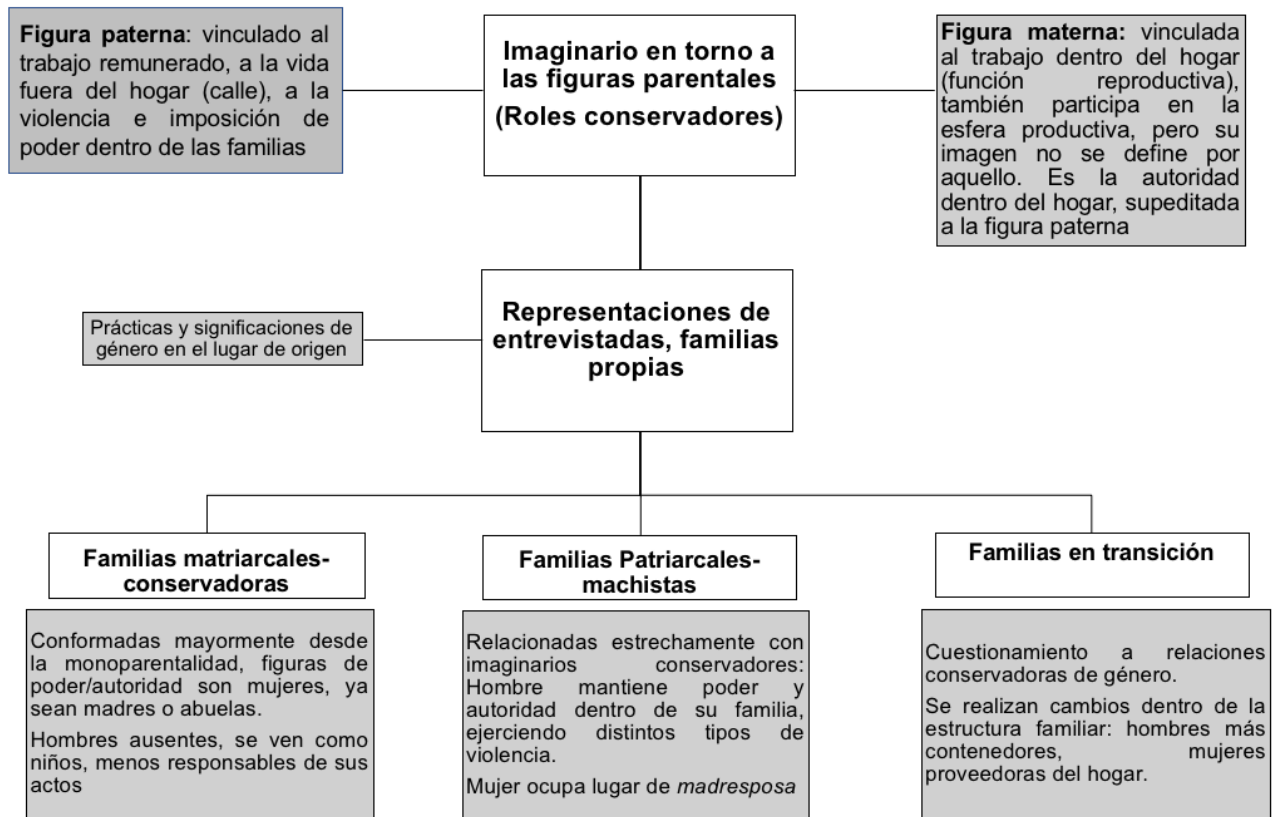 Figura paterna: vinculado al
trabajo remunerado, a la vida
fuera del hogar (calle), a la
violencia e imposición de
poder dentro de las familias
Imaginario en torno a
las figuras parentales
(Roles conservadores)
Figura materna: vinculada
al trabajo dentro del hogar
(función reproductiva),
también participa en la
esfera productiva, pero su
imagen no se define por
aquello. Es la autoridad
dentro del hogar, supeditada
a la figura paterna
Prácticas y significaciones de
género en el lugar de origen
Representaciones de
entrevistadas, familias
propias
Familias matriarcales-
conservadoras
Conformadas mayormente desde
la monoparentalidad, figuras de
poder/autoridad son mujeres, ya
sean madres o abuelas.
Hombres ausentes, se ven como
niños, menos responsables de sus
actos
Familias Patriarcales-
machistas
Relacionadas estrechamente con
imaginarios conservadores:
Hombre mantiene poder y
autoridad dentro de su familia,
ejerciendo distintos tipos de
violencia.
Mujer ocupa lugar de madresposa
Familias en transición
Cuestionamiento a relaciones
conservadoras de género.
Se realizan cambios dentro de la
estructura familiar: hombres más
contenedores, mujeres
proveedoras del hogar.